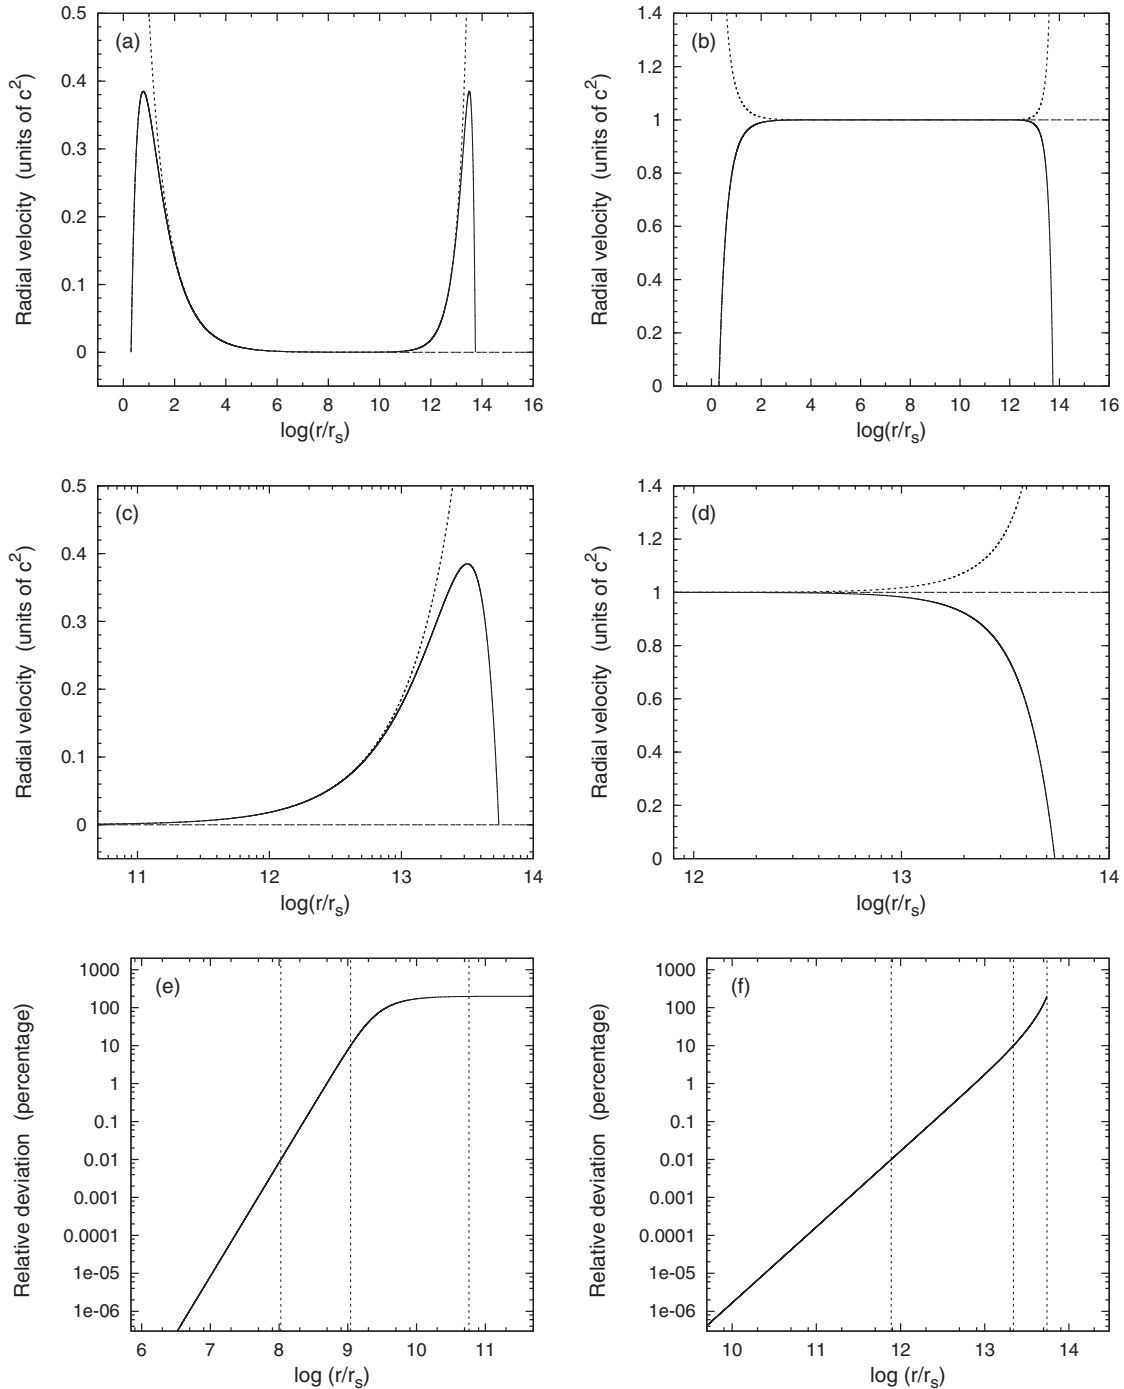 (a)
0.5
0.4
0.3
0.2
0.1
0
Radial velocity (units of c²)
0 2 4 6 8 10 12 14 16
log(r/rₛ)
(b)
1.4
1.2
1
0.8
0.6
0.4
0.2
0
Radial velocity (units of c²)
0 2 4 6 8 10 12 14 16
log(r/rₛ)
(c)
0.5
0.4
0.3
0.2
0.1
0
Radial velocity (units of c²)
11 12 13 14
log(r/rₛ)
(d)
1.4
1.2
1
0.8
0.6
0.4
0.2
0
Radial velocity (units of c²)
12 13 14
log(r/rₛ)
(e)
1000
100
10
1
0.1
0.01
0.001
0.0001
1e-05
1e-06
Relative deviation (percentage)
6 7 8 9 10 11
log (r/rₛ)
(f)
1000
100
10
1
0.1
0.01
0.001
0.0001
1e-05
1e-06
Relative deviation (percentage)
10 11 12 13 14
log (r/rₛ)